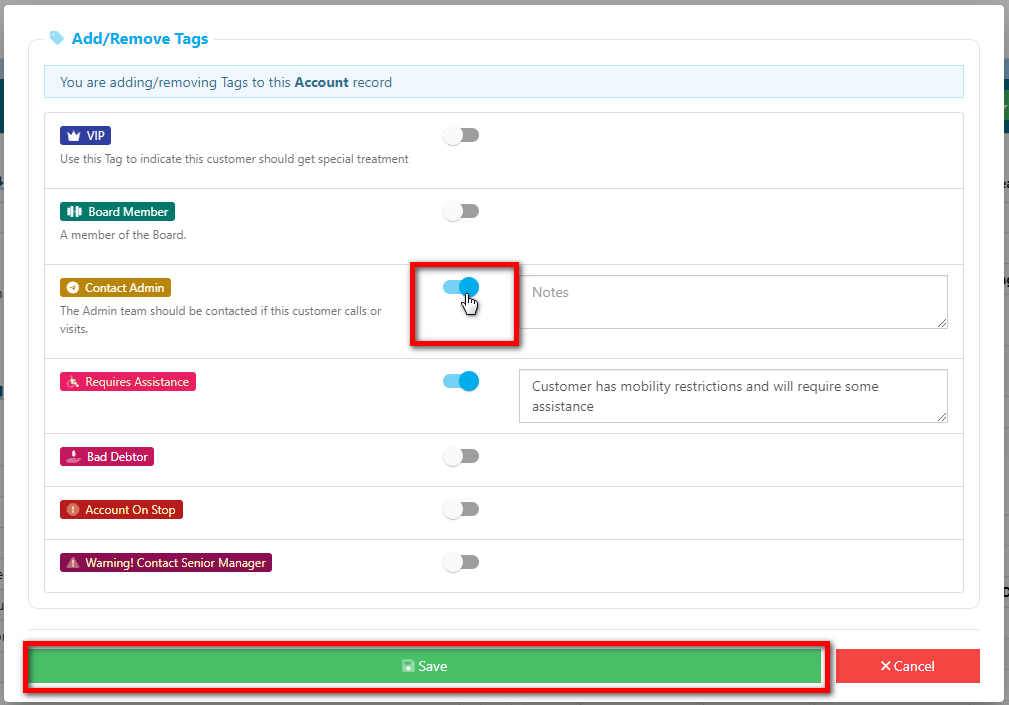 Add/Remove Tags
You are adding/removing Tags to this Account record
VIP
Use this Tag to indicate this customer should get special treatment
Board Member
A member of the Board.
Contact Admin
The Admin team should be contacted if this customer calls or
visits.
Notes
Requires Assistance
Customer has mobility restrictions and will require some
assistance
Bad Debtor
Account On Stop
Warning! Contact Senior Manager
Save
Cancel